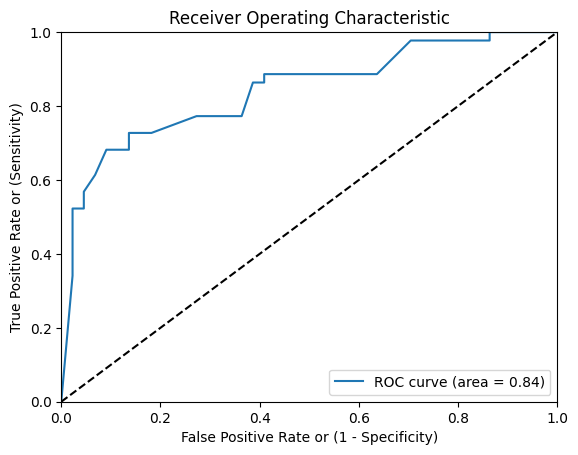 Receiver Operating Characteristic
1.0
0.8
0.6
0.4
0.2
0.0
True Positive Rate or (Sensitivity)
ROC curve (area = 0.84)
0.0 0.2 0.4 0.6 0.8 1.0
False Positive Rate or (1 - Specificity)